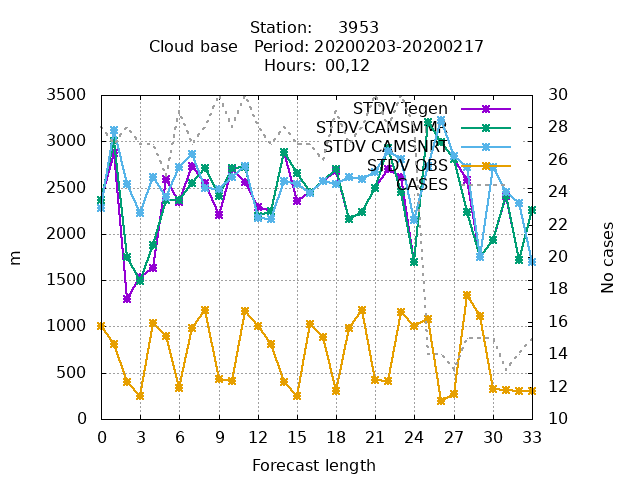 Station: 3953
Cloud base Period: 20200203-20200217
Hours: 00,12
3500
3000
2500
2000
1500
1000
500
0
m
30
28
26
24
22
20
18
16
14
12
10
No cases
STDV Tegen
STDV CAMSMMR
STDV CAMSNRT
STDV OBS
CASES
0 3 6 9 12 15 18 21 24 27 30 33
Forecast length